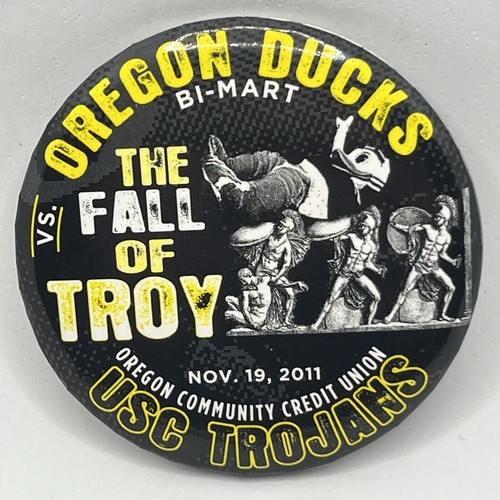 OREGON DUCKS
BI-MART
vs.
THE
FALL
OF
TROY
NOV. 19, 2011
OREGON COMMUNITY CREDIT UNION
USC TROJANS